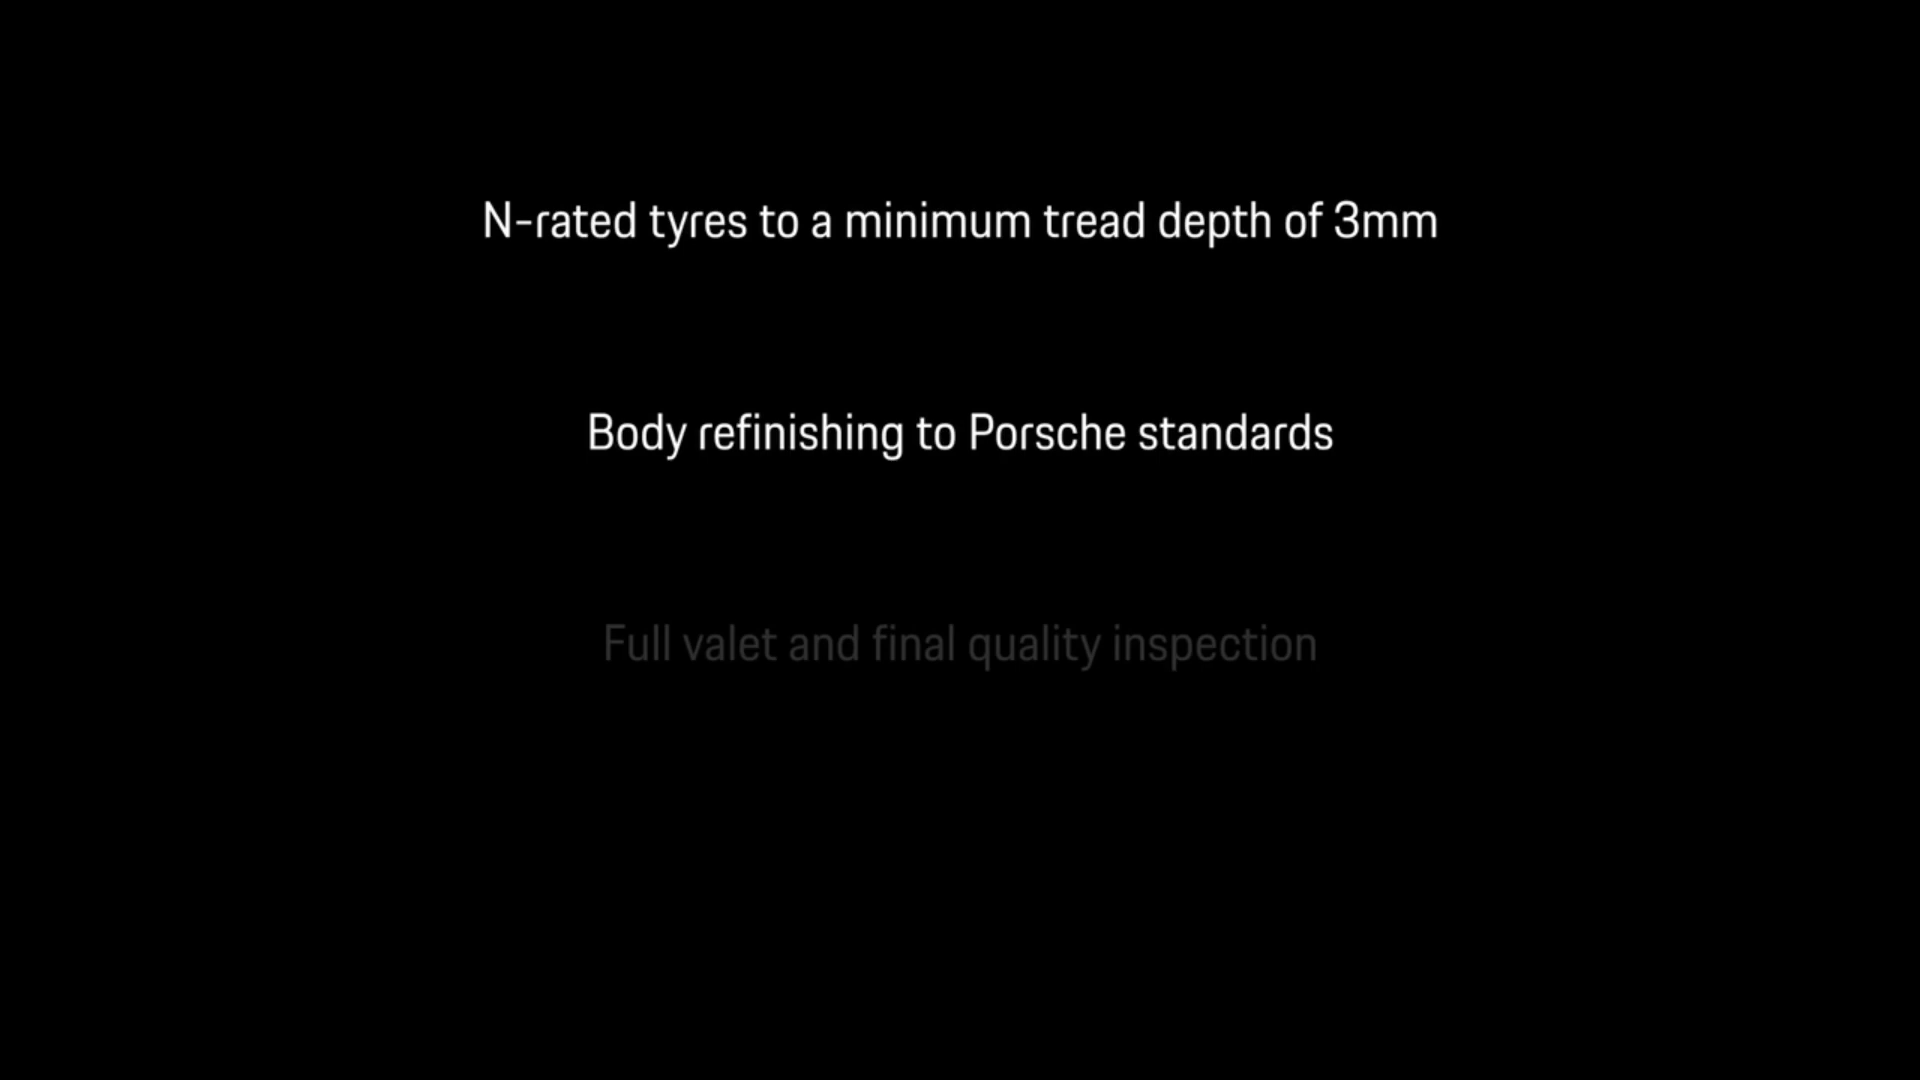 N-rated tyres to a minimum tread depth of 3mm
Body refinishing to Porsche standards
Full valet and final quality inspection